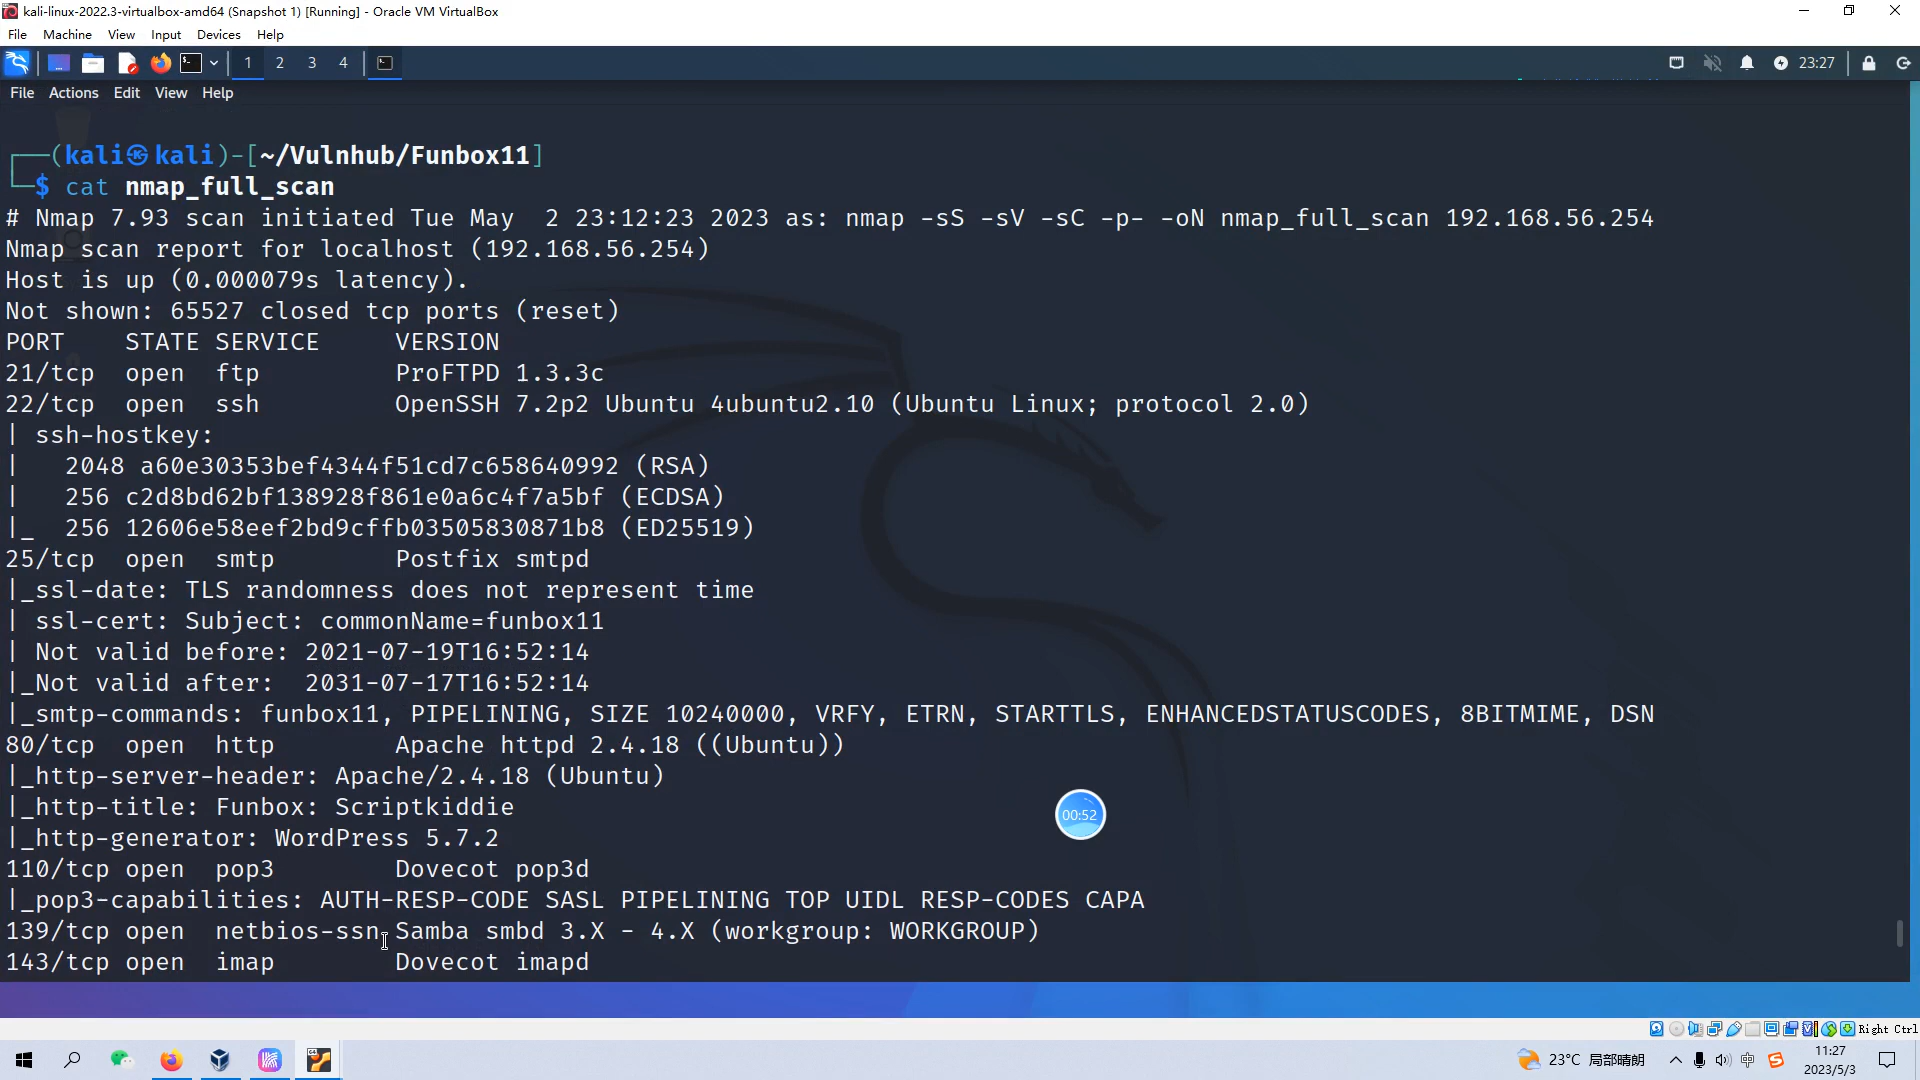 kali-linux-2022.3-virtualbox-amd64 (Snapshot 1) [Running] - Oracle VM VirtualBox
File Machine View Input Devices Help
1 2 3 4 23:27
File Actions Edit View Help
(kali㉿kali)-[~/Vulnhub/Funbox11]
$ cat nmap_full_scan
# Nmap 7.93 scan initiated Tue May  2 23:12:23 2023 as: nmap -sS -sV -sC -p- -oN nmap_full_scan 192.168.56.254
Nmap scan report for localhost (192.168.56.254)
Host is up (0.000079s latency).
Not shown: 65527 closed tcp ports (reset)
PORT    STATE SERVICE     VERSION
21/tcp  open  ftp         ProFTPD 1.3.3c
22/tcp  open  ssh         OpenSSH 7.2p2 Ubuntu 4ubuntu2.10 (Ubuntu Linux; protocol 2.0)
| ssh-hostkey:
|   2048 a60e30353bef4344f51cd7c658640992 (RSA)
|   256 c2d8bd62bf138928f861e0a6c4f7a5bf (ECDSA)
|_  256 12606e58eef2bd9cffb03505830871b8 (ED25519)
25/tcp  open  smtp        Postfix smtpd
|_ssl-date: TLS randomness does not represent time
| ssl-cert: Subject: commonName=funbox11
| Not valid before: 2021-07-19T16:52:14
|_Not valid after:  2031-07-17T16:52:14
|_smtp-commands: funbox11, PIPELINING, SIZE 10240000, VRFY, ETRN, STARTTLS, ENHANCEDSTATUSCODES, 8BITMIME, DSN
80/tcp  open  http        Apache httpd 2.4.18 ((Ubuntu))
|_http-server-header: Apache/2.4.18 (Ubuntu)
|_http-title: Funbox: Scriptkiddie
|_http-generator: WordPress 5.7.2
00:52
110/tcp open  pop3        Dovecot pop3d
|_pop3-capabilities: AUTH-RESP-CODE SASL PIPELINING TOP UIDL RESP-CODES CAPA
139/tcp open  netbios-ssn Samba smbd 3.X - 4.X (workgroup: WORKGROUP)
143/tcp open  imap        Dovecot imapd
Right Ctrl
23°C 局部晴朗 中 11:27
2023/5/3